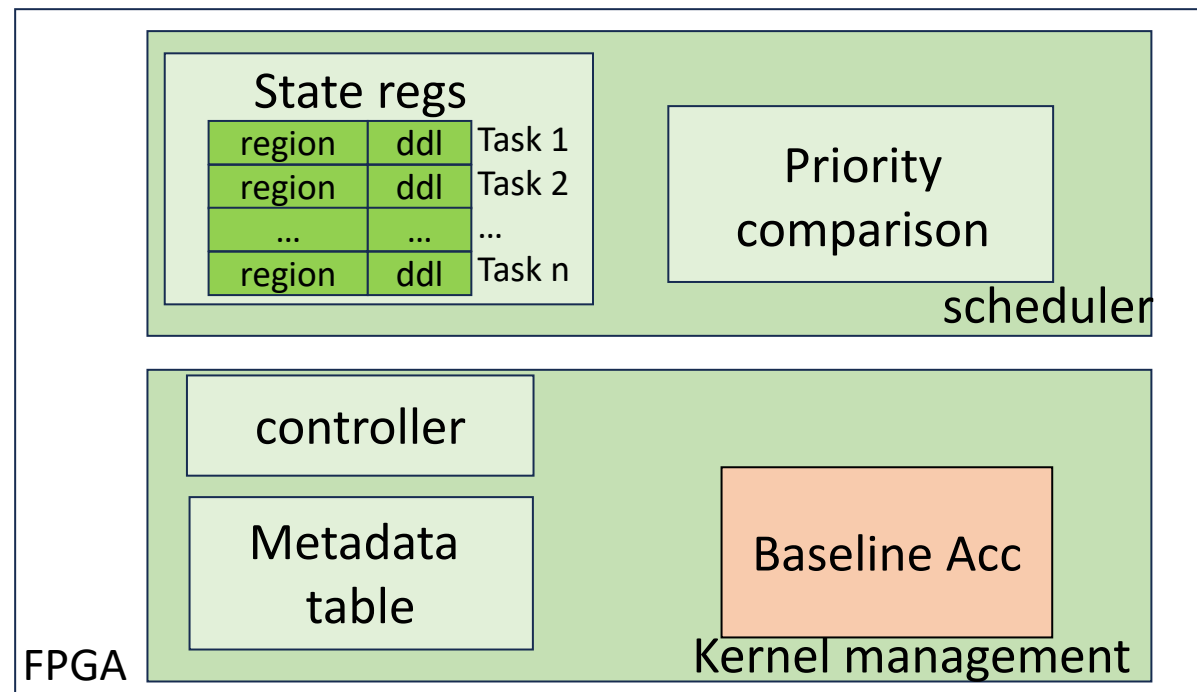 State regs
region ddl Task 1
region ddl Task 2
... ... ...
region ddl Task n
Priority
comparison
scheduler
controller
Metadata
table
Baseline Acc
Kernel management
FPGA